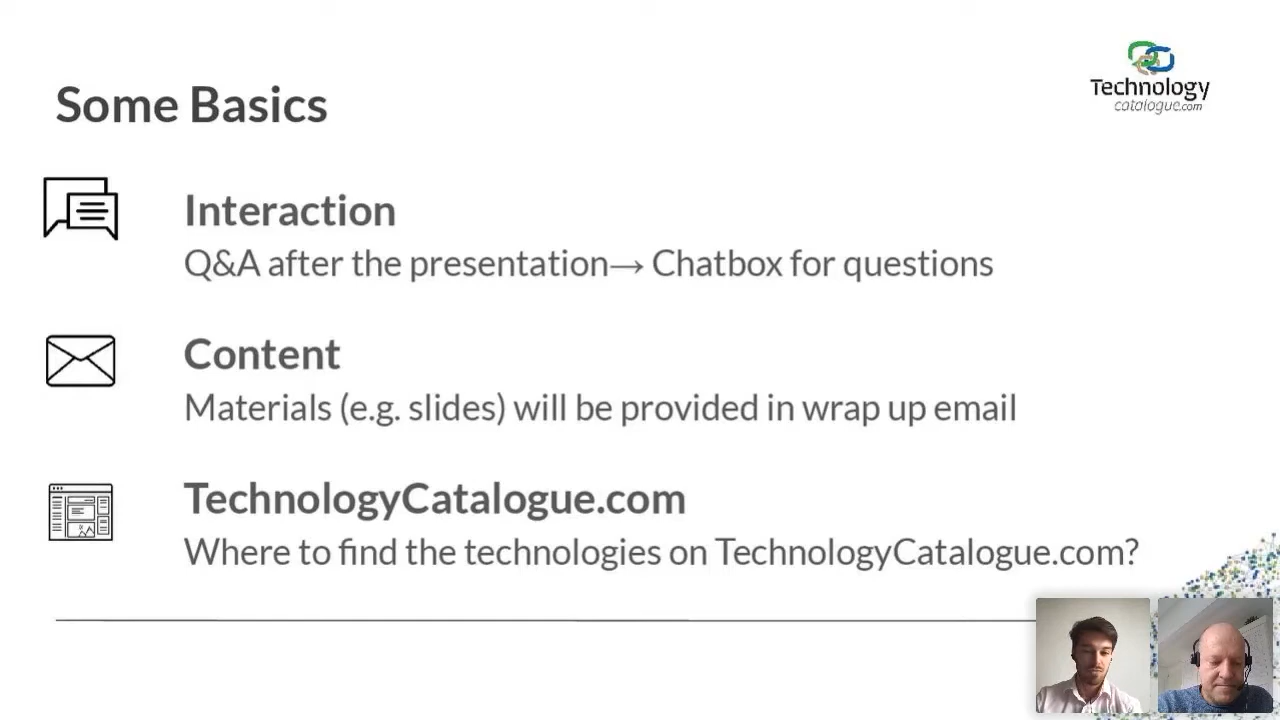 Technology
catalogue.com
Some Basics
Interaction
Q&A after the presentation→ Chatbox for questions
Content
Materials (e.g. slides) will be provided in wrap up email
TechnologyCatalogue.com
Where to find the technologies on TechnologyCatalogue.com?